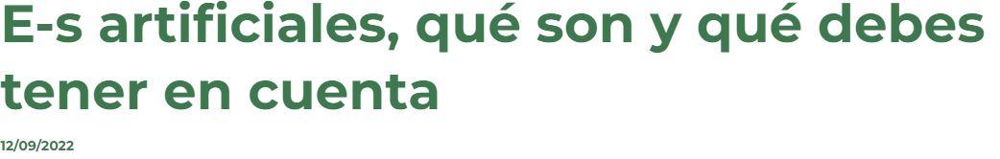 E-s artificiales, qué son y qué debes
tener en cuenta
12/09/2022